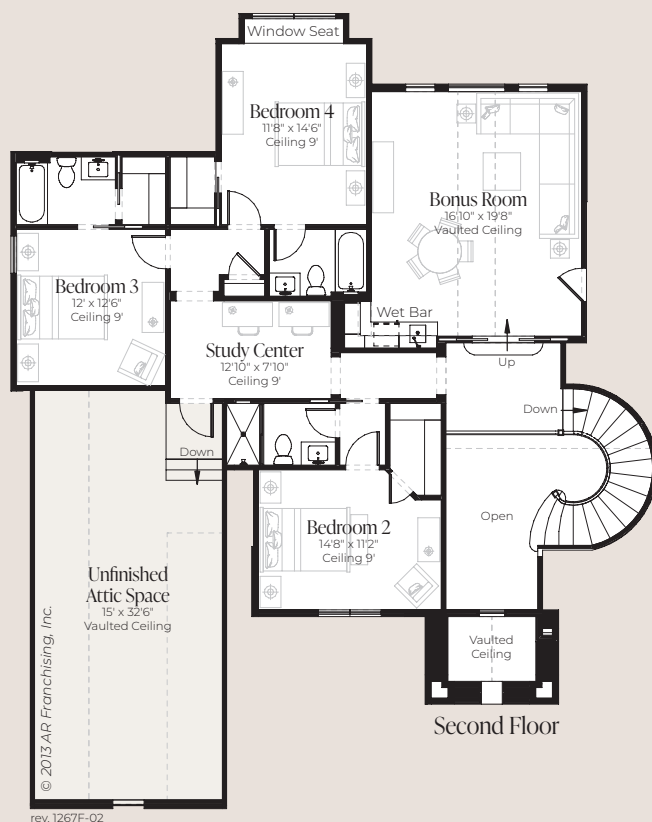 Window Seat
Bedroom 4
11'8" x 14'6"
Ceiling 9'
Bonus Room
16'10" x 19'8"
Vaulted Ceiling
Bedroom 3
12' x 12'6"
Ceiling 9'
Wet Bar
Study Center
12'10" x 7'10"
Ceiling 9'
Up
Down
Down
Open
Bedroom 2
14'8" x 11'2"
Ceiling 9'
Unfinished
Attic Space
15' x 32'6"
Vaulted Ceiling
Vaulted
Ceiling
© 2013 AR Franchising, Inc.
Second Floor
rev. 1267F-02